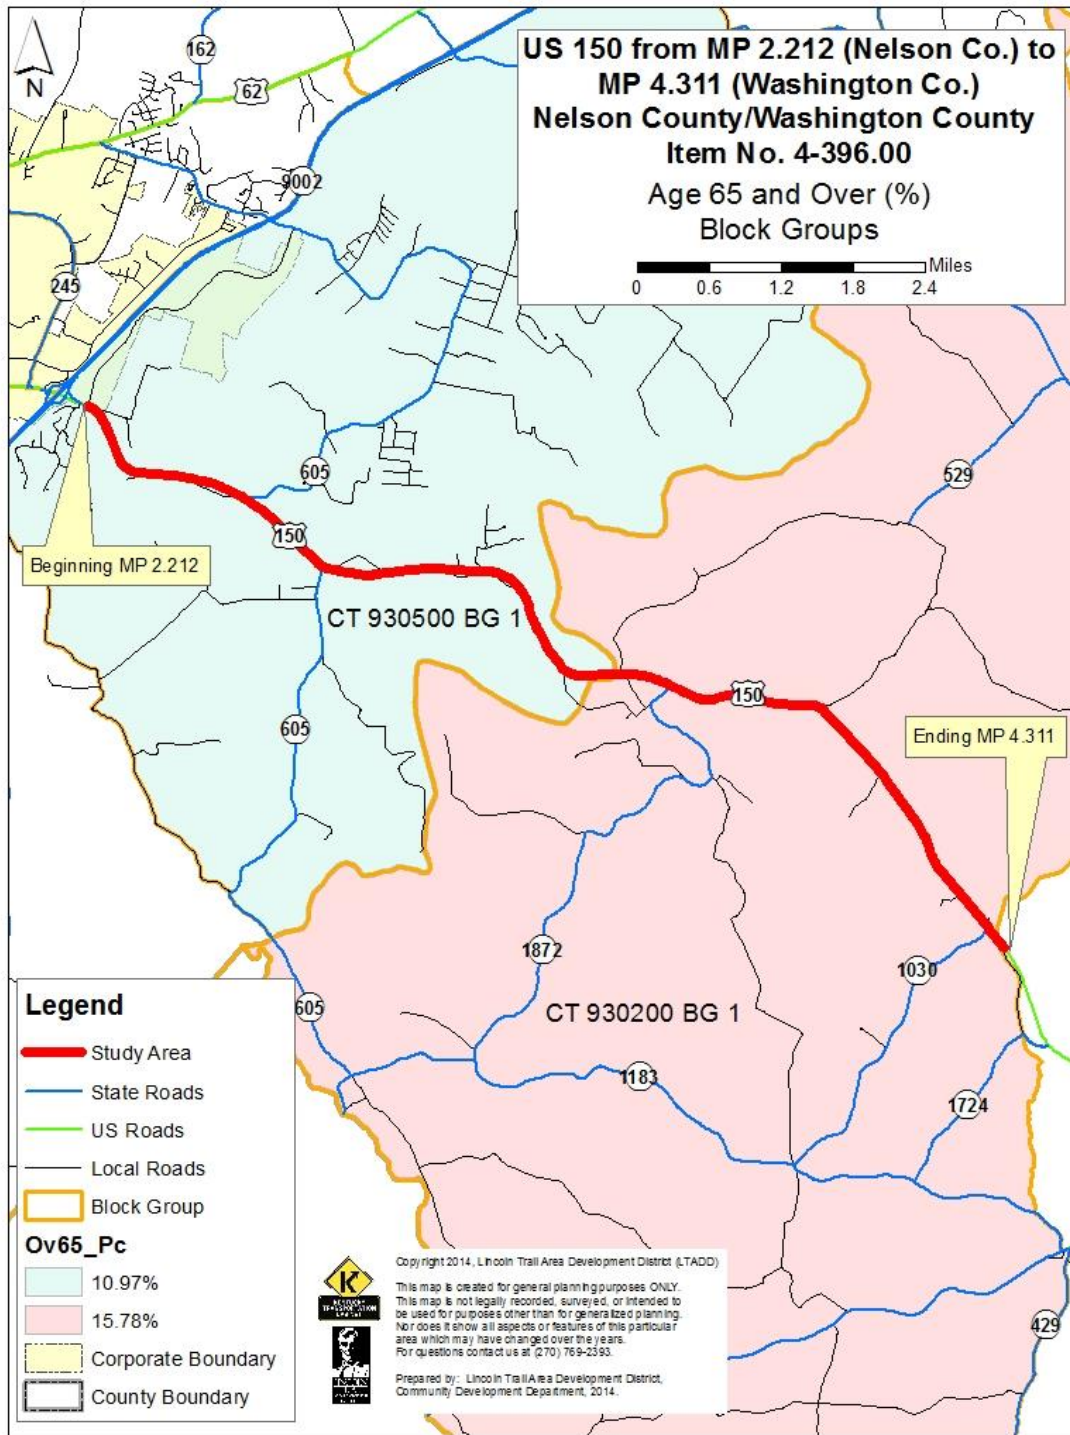 US 150 from MP 2.212 (Nelson Co.) to
MP 4.311 (Washington Co.)
Nelson County/Washington County
Item No. 4-396.00
Age 65 and Over (%)
Block Groups
Miles
0 0.6 1.2 1.8 2.4
N
162
62
9002
245
605
529
150
Beginning MP 2.212
CT 930500 BG 1
150
605
Ending MP 4.311
1872
1030
605
CT 930200 BG 1
1183
1724
429
Legend
Study Area
State Roads
US Roads
Local Roads
Block Group
Ov65_Pc
10.97%
15.78%
Corporate Boundary
County Boundary
KENTUCKY
TRANSPORTATION
Copyright 2014, Lincoln Trail Area Development District (LTADD)
This map is created for general planning purposes ONLY.
This map is not legally recorded, surveyed, or intended to
be used for purposes other than for generalized planning.
Nor does it show all aspects or features of this particular
area which may have changed over the years.
For questions contact us at (270) 769-2393.
Prepared by: Lincoln Trail Area Development District,
Community Development Department, 2014.